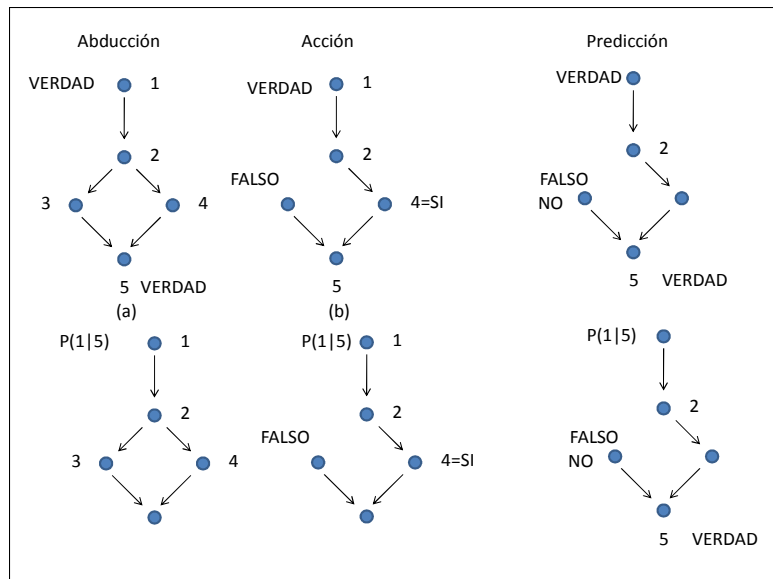 Abducción
Acción
Predicción
VERDAD 1
2
3
4
5 VERDAD
(a)
VERDAD
1
2
FALSO
4=SI
5
(b)
VERDAD
2
FALSO
NO
5 VERDAD
P(1|5) 1
2
3
4
P(1|5) 1
2
FALSO
4=SI
P(1|5)
2
FALSO
NO
5 VERDAD